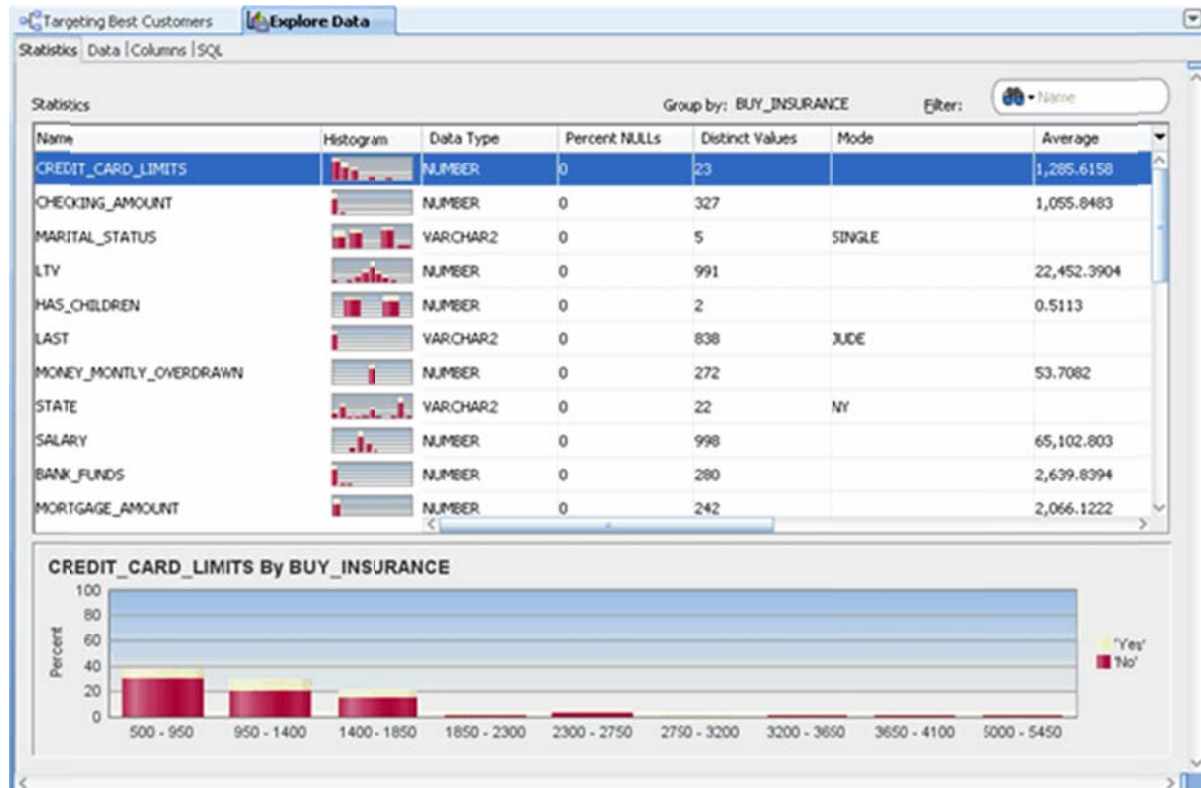 Targeting Best Customers Explore Data
Statistics Data Columns SQL
Statistics Group by: BUY_INSURANCE Filter: Name
Name Histogram Data Type Percent NULLs Distinct Values Mode Average
CREDIT_CARD_LIMITS NUMBER 0 23 1,285.6158
CHECKING_AMOUNT NUMBER 0 327 1,055.8483
MARITAL_STATUS VARCHAR2 0 5 SINGLE
LTV NUMBER 0 991 22,452.3904
HAS_CHILDREN NUMBER 0 2 0.5113
LAST VARCHAR2 0 838 JUDE
MONEY_MONTLY_OVERDRAWN NUMBER 0 272 53.7082
STATE VARCHAR2 0 22 NY
SALARY NUMBER 0 998 65,102.803
BANK_FUNDS NUMBER 0 280 2,639.8394
MORTGAGE_AMOUNT NUMBER 0 242 2,066.1222
CREDIT_CARD_LIMITS By BUY_INSURANCE
Percent
100
80
60
40
20
0
'Yes'
'No'
500 - 950 950 - 1400 1400 - 1850 1850 - 2300 2300 - 2750 2750 - 3200 3200 - 3650 3650 - 4100 5000 - 5450